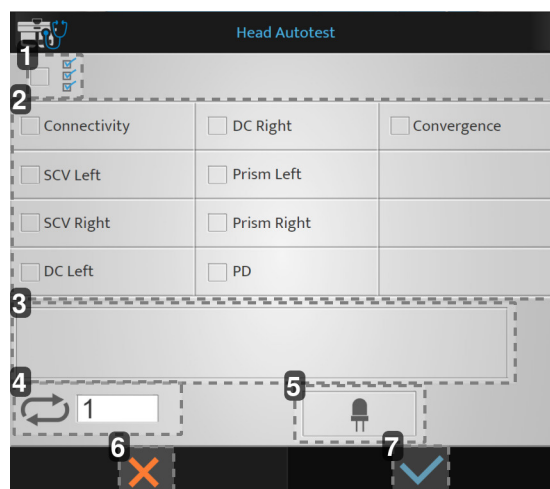 Head Autotest
1
2
Connectivity DC Right Convergence
SCV Left Prism Left
SCV Right Prism Right
DC Left PD
3
4
1
5
6
7